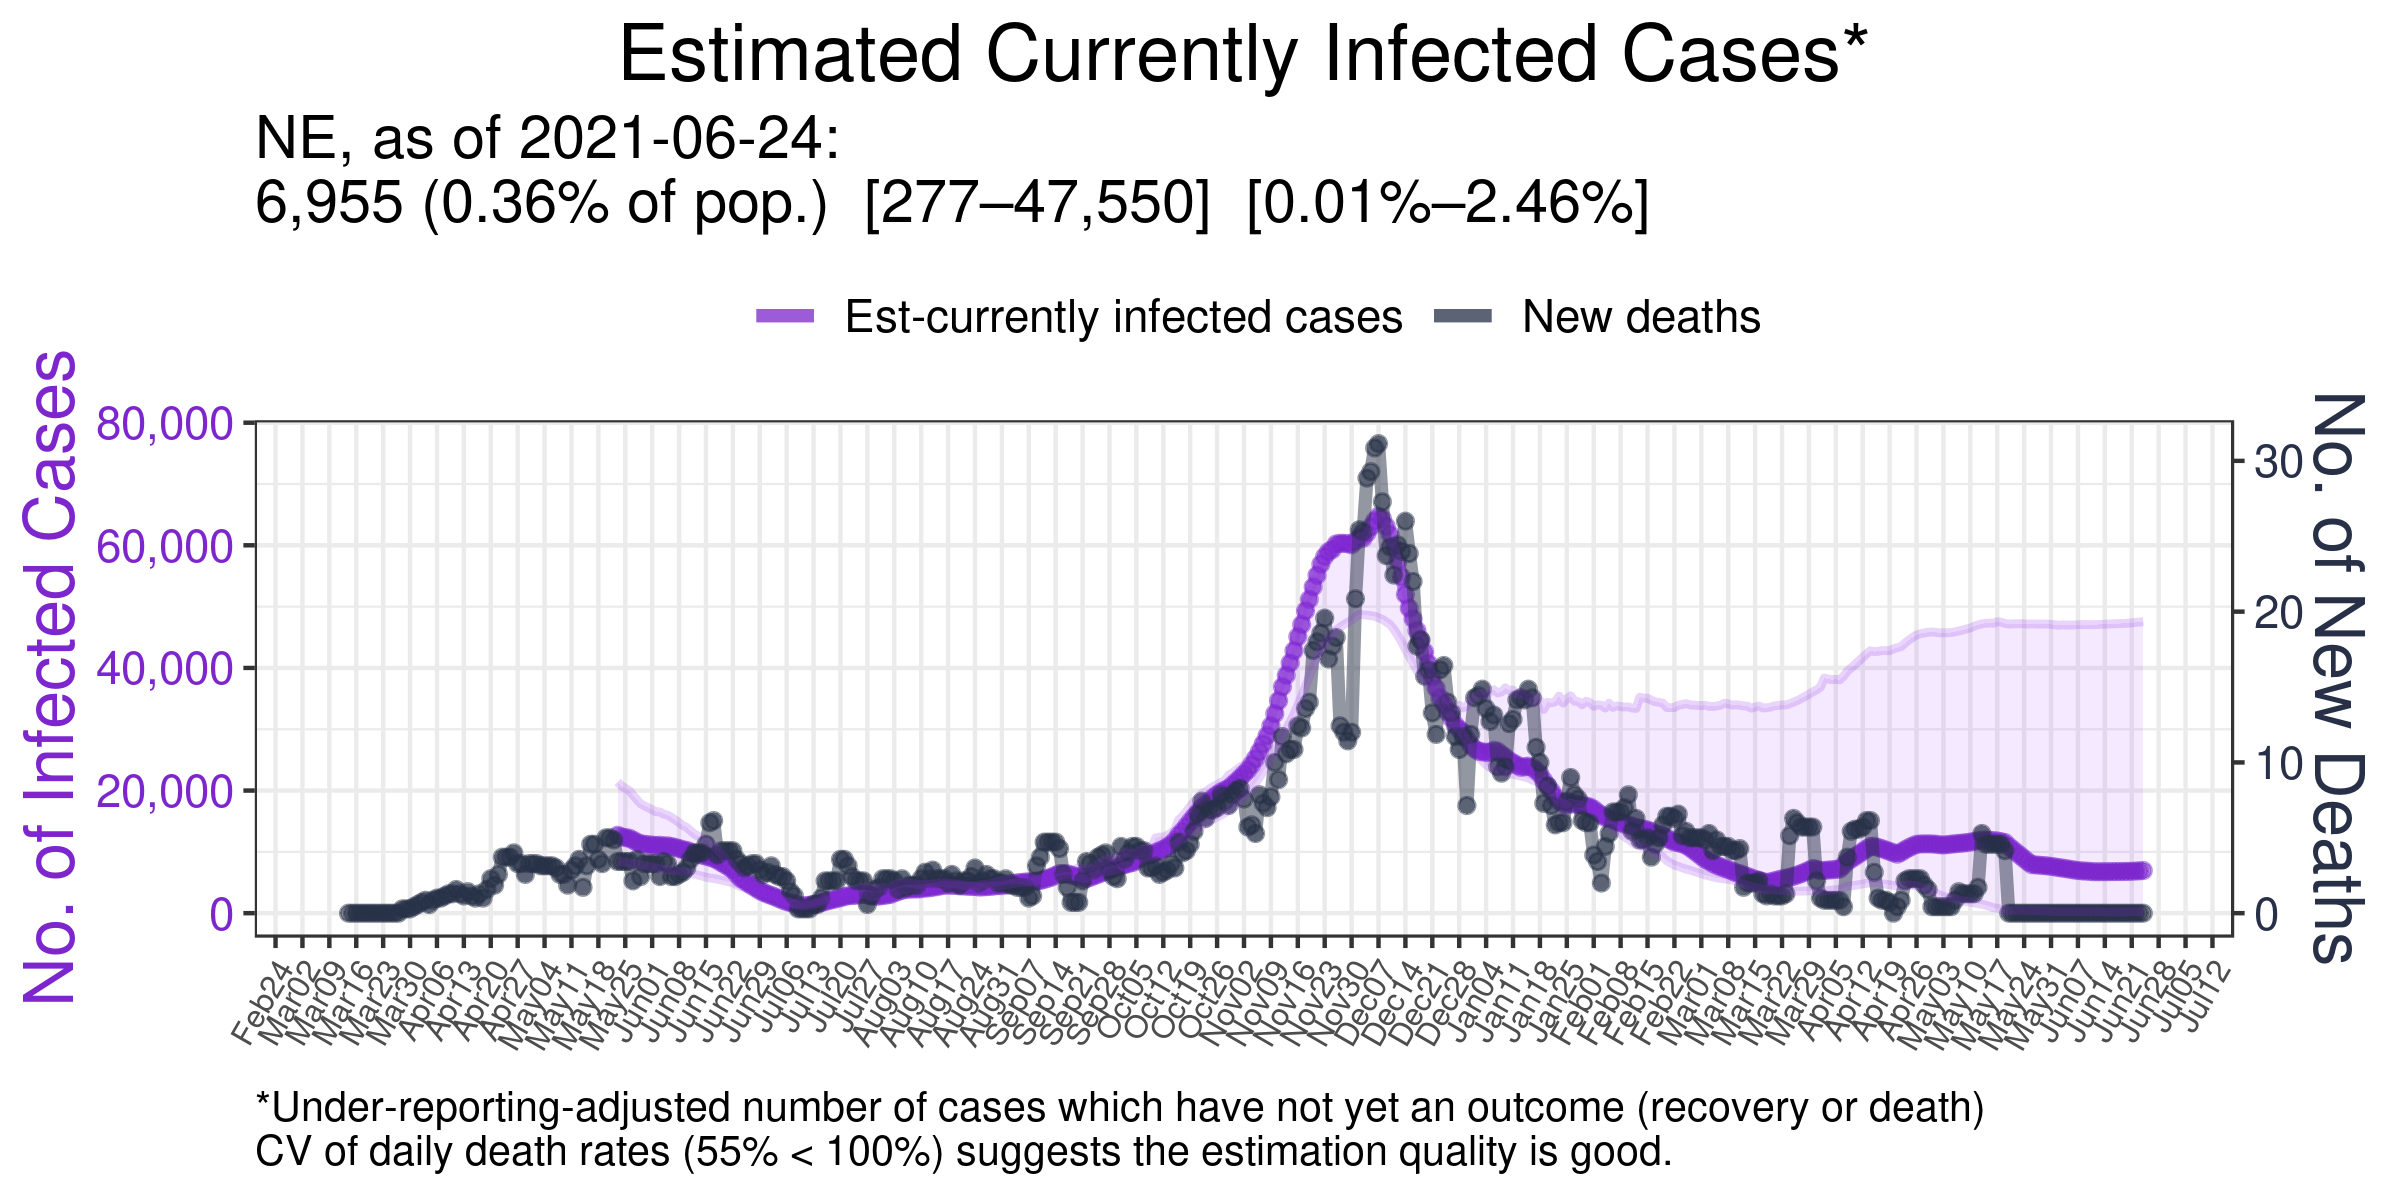 Estimated Currently Infected Cases*
NE, as of 2021-06-24:
6,955 (0.36% of pop.)  [277–47,550]  [0.01%–2.46%]
Est-currently infected cases
New deaths
No. of Infected Cases
80,000
60,000
40,000
20,000
0
30
20
10
0
No. of New Deaths
Feb24
Mar02
Mar09
Mar16
Mar23
Mar30
Apr06
Apr13
Apr20
Apr27
May04
May11
May18
May25
Jun01
Jun08
Jun15
Jun22
Jun29
Jul06
Jul13
Jul20
Jul27
Aug03
Aug10
Aug17
Aug24
Aug31
Sep07
Sep14
Sep21
Sep28
Oct05
Oct12
Oct19
Oct26
Nov02
Nov09
Nov16
Nov23
Nov30
Dec07
Dec14
Dec21
Dec28
Jan04
Jan11
Jan18
Jan25
Feb01
Feb08
Feb15
Feb22
Mar01
Mar08
Mar15
Mar22
Mar29
Apr05
Apr12
Apr19
Apr26
May03
May10
May17
May24
May31
Jun07
Jun14
Jun21
Jun28
Jul05
Jul12
*Under-reporting-adjusted number of cases which have not yet an outcome (recovery or death)
CV of daily death rates (55% < 100%) suggests the estimation quality is good.